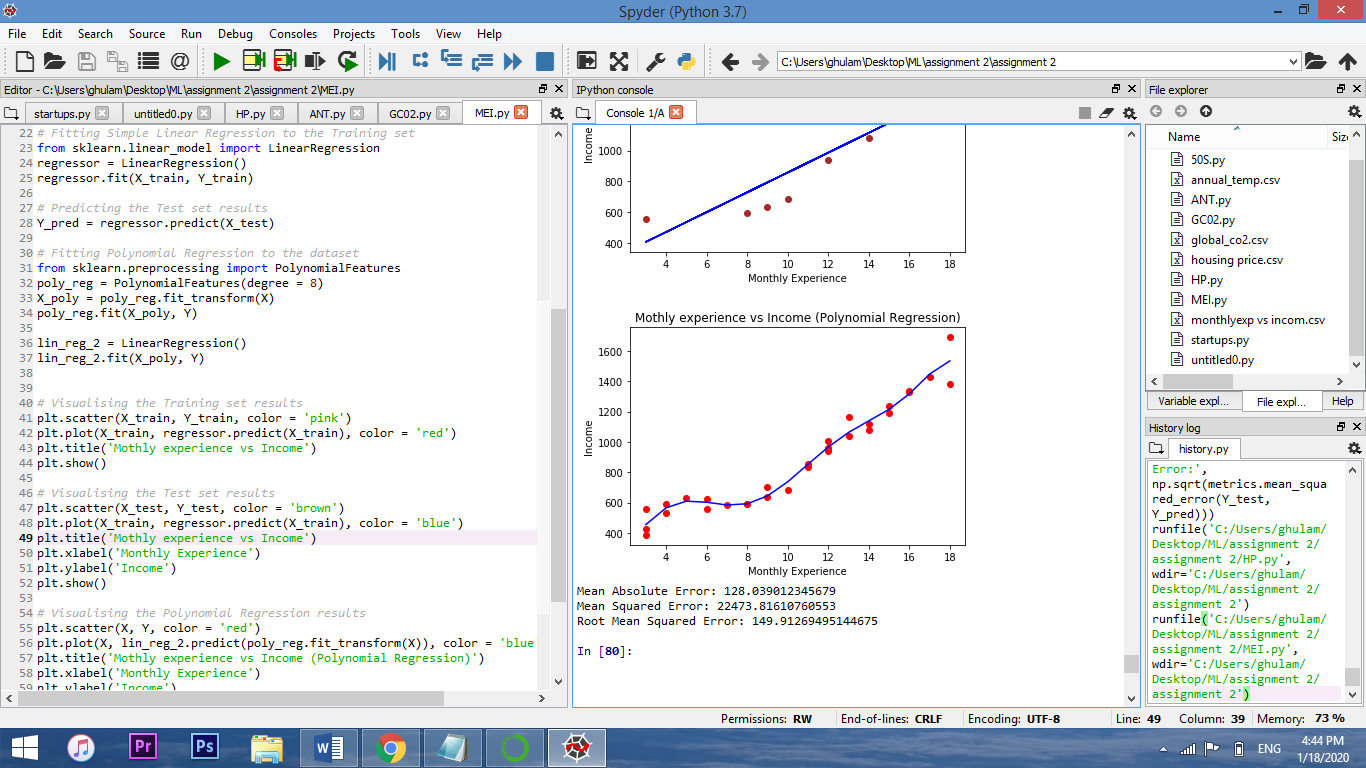 Spyder (Python 3.7)
File Edit Search Source Run Debug Consoles Projects Tools View Help
C:\Users\ghulam\Desktop\ML\assignment 2\assignment 2
Editor - C:\Users\ghulam\Desktop\ML\assignment 2\assignment 2\MEI.py
startups.py untitled0.py HP.py ANT.py GC02.py MEI.py
22 # Fitting Simple Linear Regression to the Training set
23 from sklearn.linear_model import LinearRegression
24 regressor = LinearRegression()
25 regressor.fit(X_train, Y_train)
26
27 # Predicting the Test set results
28 Y_pred = regressor.predict(X_test)
29
30 # Fitting Polynomial Regression to the dataset
31 from sklearn.preprocessing import PolynomialFeatures
32 poly_reg = PolynomialFeatures(degree = 8)
33 X_poly = poly_reg.fit_transform(X)
34 poly_reg.fit(X_poly, Y)
35
36 lin_reg_2 = LinearRegression()
37 lin_reg_2.fit(X_poly, Y)
38
39
40 # Visualising the Training set results
41 plt.scatter(X_train, Y_train, color = 'pink')
42 plt.plot(X_train, regressor.predict(X_train), color = 'red')
43 plt.title('Mothly experience vs Income')
44 plt.show()
45
46 # Visualising the Test set results
47 plt.scatter(X_test, Y_test, color = 'brown')
48 plt.plot(X_train, regressor.predict(X_train), color = 'blue')
49 plt.title('Mothly experience vs Income')
50 plt.xlabel('Monthly Experience')
51 plt.ylabel('Income')
52 plt.show()
53
54 # Visualising the Polynomial Regression results
55 plt.scatter(X, Y, color = 'red')
56 plt.plot(X, lin_reg_2.predict(poly_reg.fit_transform(X)), color = 'blue
57 plt.title('Mothly experience vs Income (Polynomial Regression)')
58 plt.xlabel('Monthly Experience')
59 plt.ylabel('Income')
IPython console
Console 1/A
Income
1000
800
600
400
4 6 8 10 12 14 16 18
Monthly Experience
Mothly experience vs Income (Polynomial Regression)
Income
1600
1400
1200
1000
800
600
400
4 6 8 10 12 14 16 18
Monthly Experience
Mean Absolute Error: 128.039012345679
Mean Squared Error: 22473.81610760553
Root Mean Squared Error: 149.91269495144675
In [80]:
File explorer
Name Siz
50S.py
annual_temp.csv
ANT.py
GC02.py
global_co2.csv
housing price.csv
HP.py
MEI.py
monthlyexp vs incom.csv
startups.py
untitled0.py
Variable expl... File expl... Help
History log
history.py
Error:',
np.sqrt(metrics.mean_squa
red_error(Y_test,
Y_pred)))
runfile('C:/Users/ghulam/
Desktop/ML/assignment 2/
assignment 2/HP.py',
wdir='C:/Users/ghulam/
Desktop/ML/assignment 2/
assignment 2')
runfile('C:/Users/ghulam/
Desktop/ML/assignment 2/
assignment 2/MEI.py',
wdir='C:/Users/ghulam/
Desktop/ML/assignment 2/
assignment 2')
Permissions: RW End-of-lines: CRLF Encoding: UTF-8 Line: 49 Column: 39 Memory: 73 %
Pr Ps ENG
4:44 PM
1/18/2020